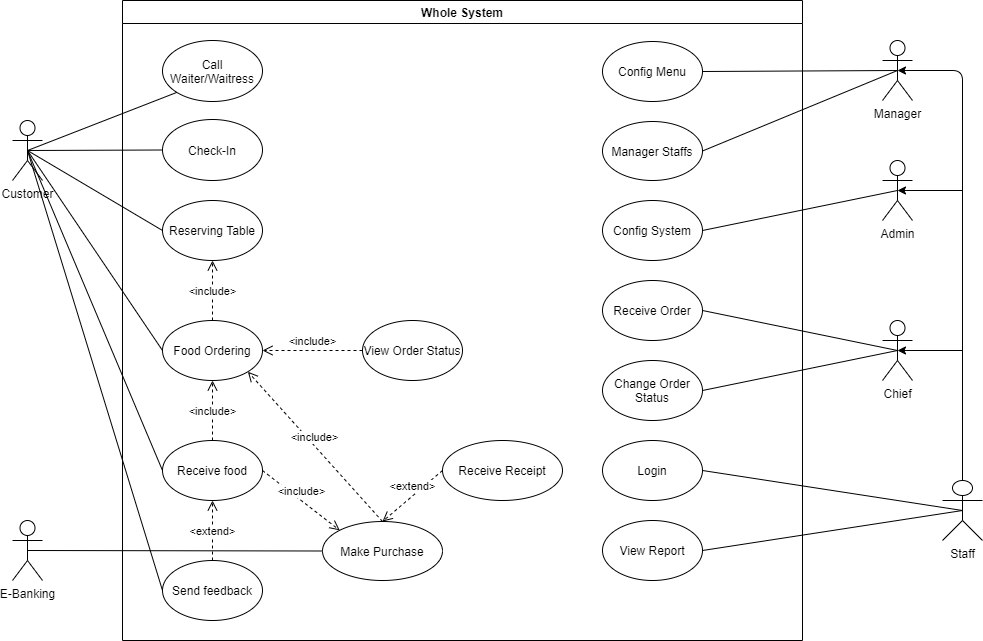 Whole System
Call
Waiter/Waitress
Config Menu
Manager
Check-In
Manager Staffs
Customer
Reserving Table
Config System
Admin
<include>
Receive Order
<include>
Food Ordering
View Order Status
Change Order
Status
Chief
<include>
<include>
Receive food
Receive Receipt
Login
<include>
<extend>
<extend>
Make Purchase
View Report
Staff
E-Banking
Send feedback